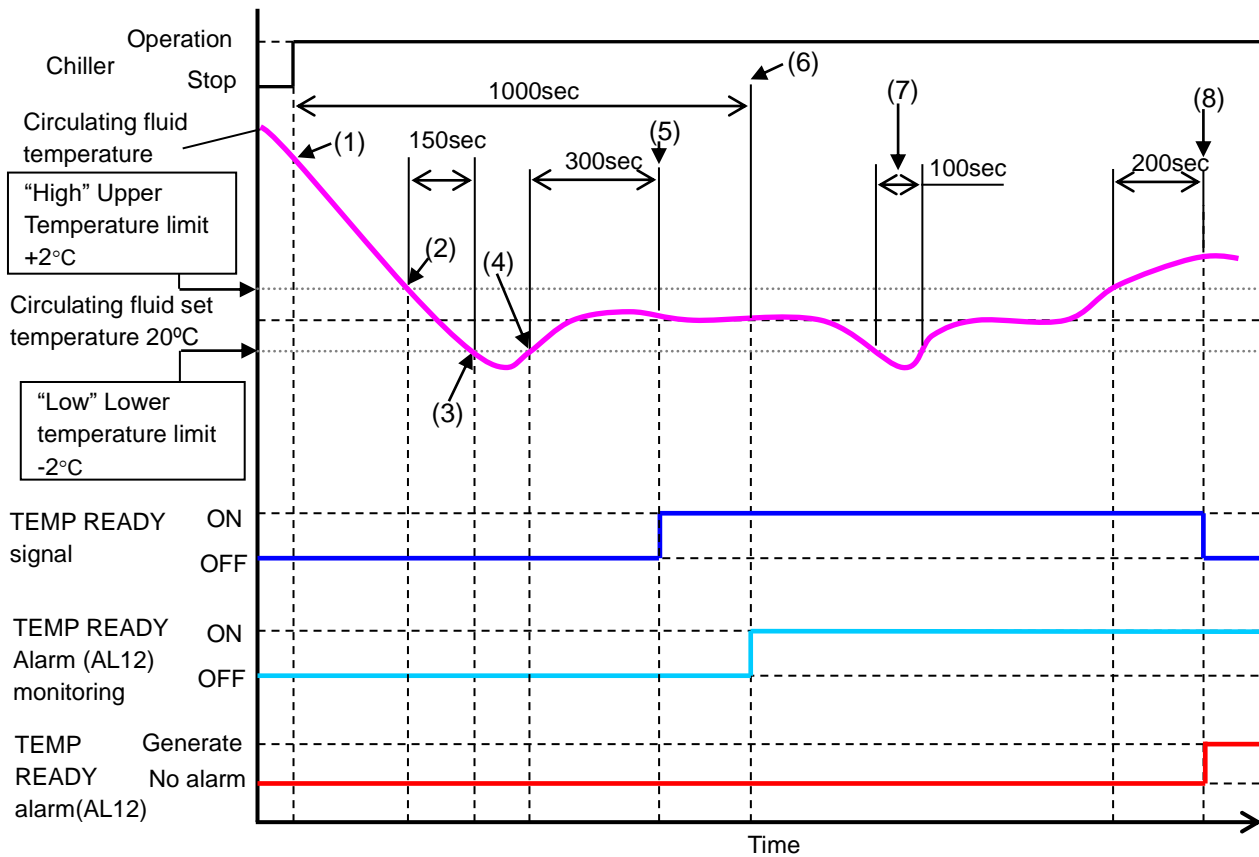 Operation
Chiller
Stop
(6)
1000sec
(7)
(8)
Circulating fluid
temperature
(1)
150sec
(5)
300sec
100sec
200sec
“High” Upper
Temperature limit
+2°C
(2)
(4)
Circulating fluid set
temperature 20ºC
“Low” Lower
temperature limit
-2°C
(3)
TEMP READY
signal
ON
OFF
TEMP READY
Alarm (AL12)
monitoring
ON
OFF
TEMP
READY
alarm(AL12)
Generate
No alarm
Time